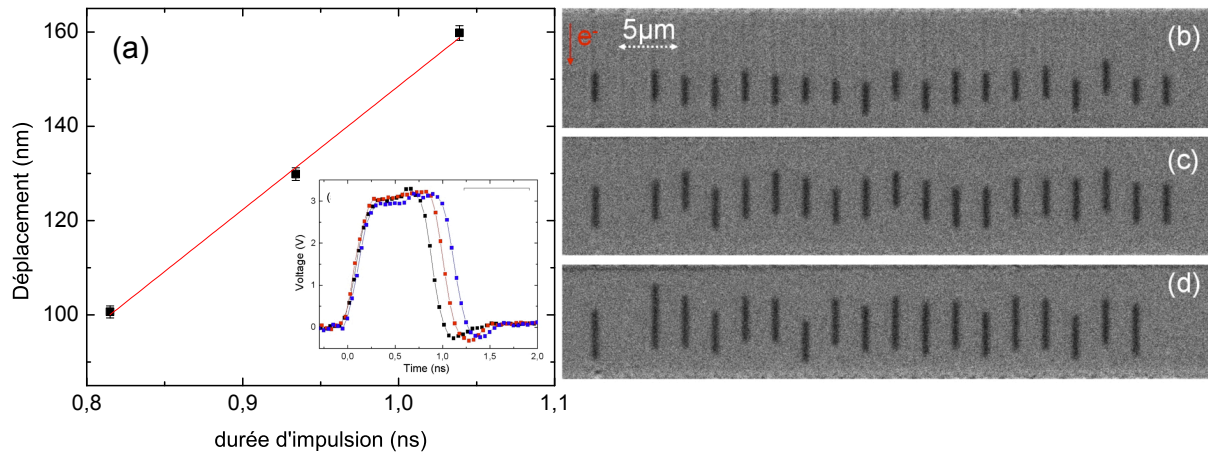 (a)
160
140
120
100
80
Déplacement (nm)
0,8
0,9
1,0
1,1
durée d'impulsion (ns)
(
3
2
1
0
Voltage (V)
0,0
0,5
1,0
1,5
2,0
Time (ns)
e-
5µm
(b)
(c)
(d)